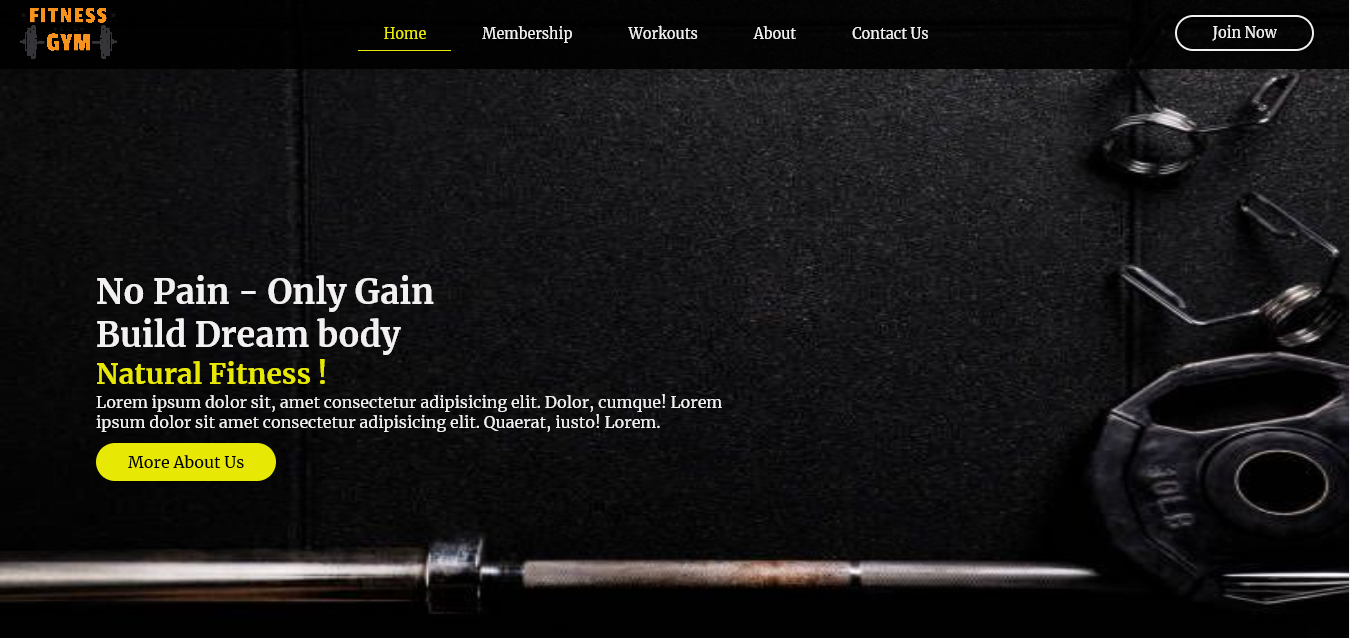 FITNESS
GYM
Home
Membership
Workouts
About
Contact Us
Join Now
No Pain - Only Gain
Build Dream body
Natural Fitness !
Lorem ipsum dolor sit, amet consectetur adipisicing elit. Dolor, cumque! Lorem
ipsum dolor sit amet consectetur adipisicing elit. Quaerat, iusto! Lorem.
More About Us
10LB